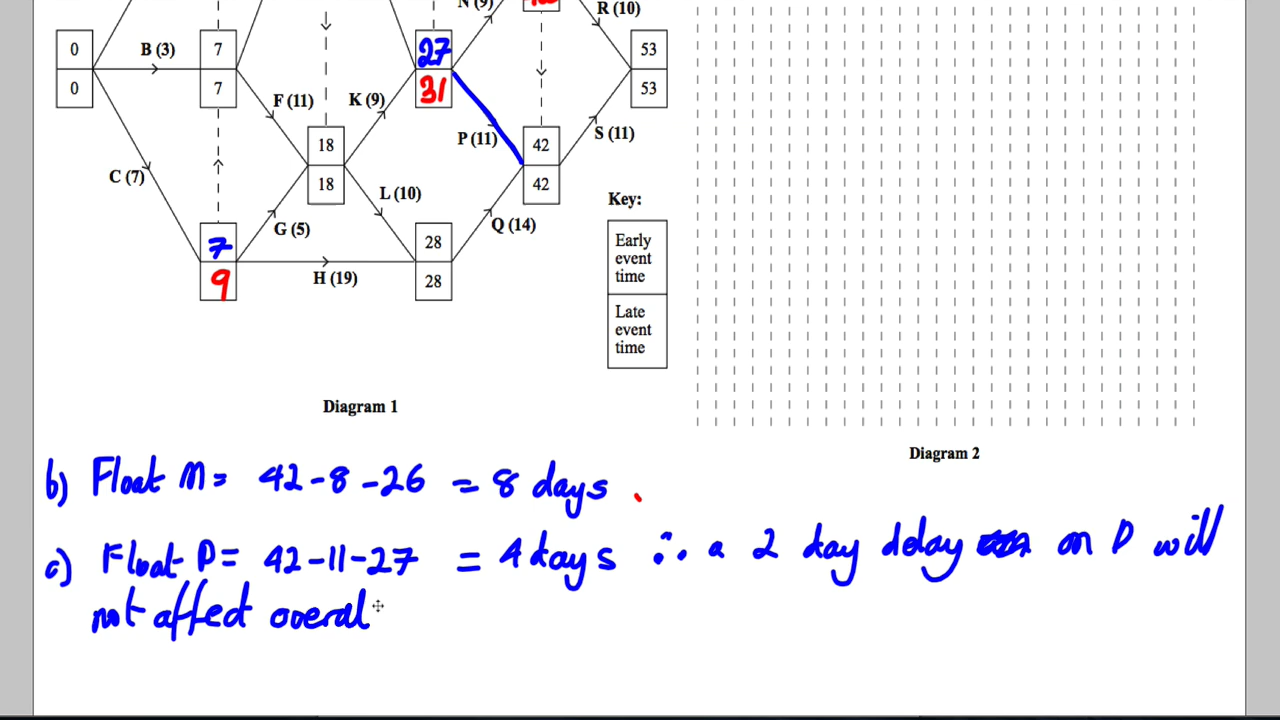 N (9)
R (10)
0
B (3)
7
27
53
0
7
31
53
F (11)
K (9)
P (11)
S (11)
18
42
C (7)
18
42
L (10)
Key:
G (5)
Q (14)
7
28
Early
event
time
9
H (19)
28
Late
event
time
Diagram 1
Diagram 2
b) Float M = 42 - 8 - 26 = 8 days .
c) Float P = 42 - 11 - 27 = 4 days ∴ a 2 day delay on P will
not affect overal